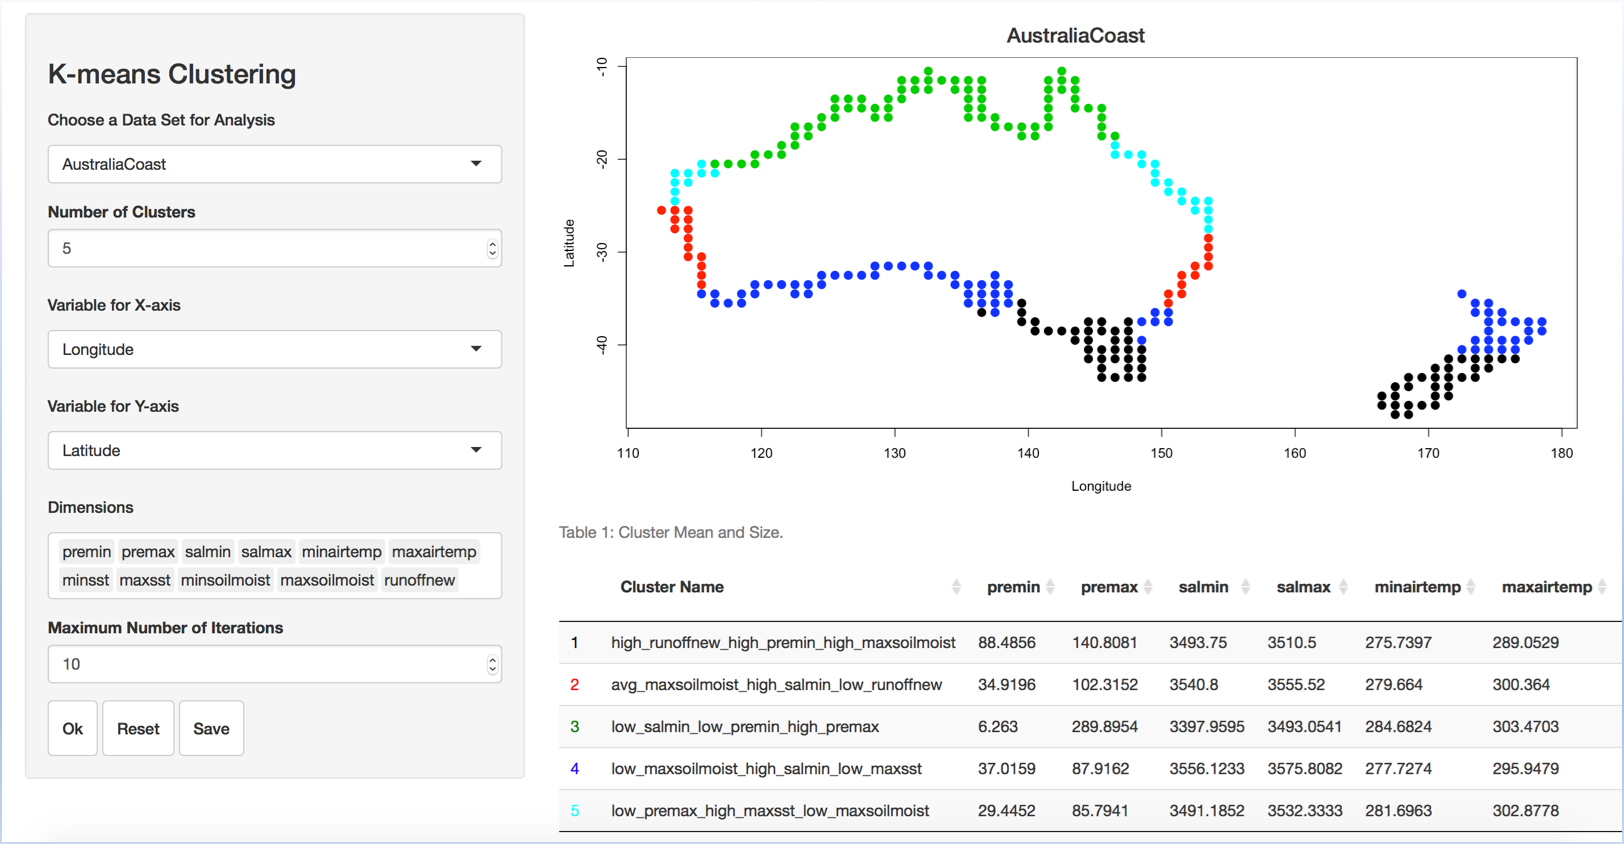 K-means Clustering
Choose a Data Set for Analysis
AustraliaCoast
Number of Clusters
5
Variable for X-axis
Longitude
Variable for Y-axis
Latitude
Dimensions
premin premax salmin salmax minairtemp maxairtemp
minsst maxsst minsoilmoist maxsoilmoist runoffnew
Maximum Number of Iterations
10
Ok Reset Save
AustraliaCoast
-10
-20
-30
-40
Latitude
110 120 130 140 150 160 170 180
Longitude
Table 1: Cluster Mean and Size.
Cluster Name premin premax salmin salmax minairtemp maxairtemp
1 high_runoffnew_high_premin_high_maxsoilmoist 88.4856 140.8081 3493.75 3510.5 275.7397 289.0529
2 avg_maxsoilmoist_high_salmin_low_runoffnew 34.9196 102.3152 3540.8 3555.52 279.664 300.364
3 low_salmin_low_premin_high_premax 6.263 289.8954 3397.9595 3493.0541 284.6824 303.4703
4 low_maxsoilmoist_high_salmin_low_maxsst 37.0159 87.9162 3556.1233 3575.8082 277.7274 295.9479
5 low_premax_high_maxsst_low_maxsoilmoist 29.4452 85.7941 3491.1852 3532.3333 281.6963 302.8778